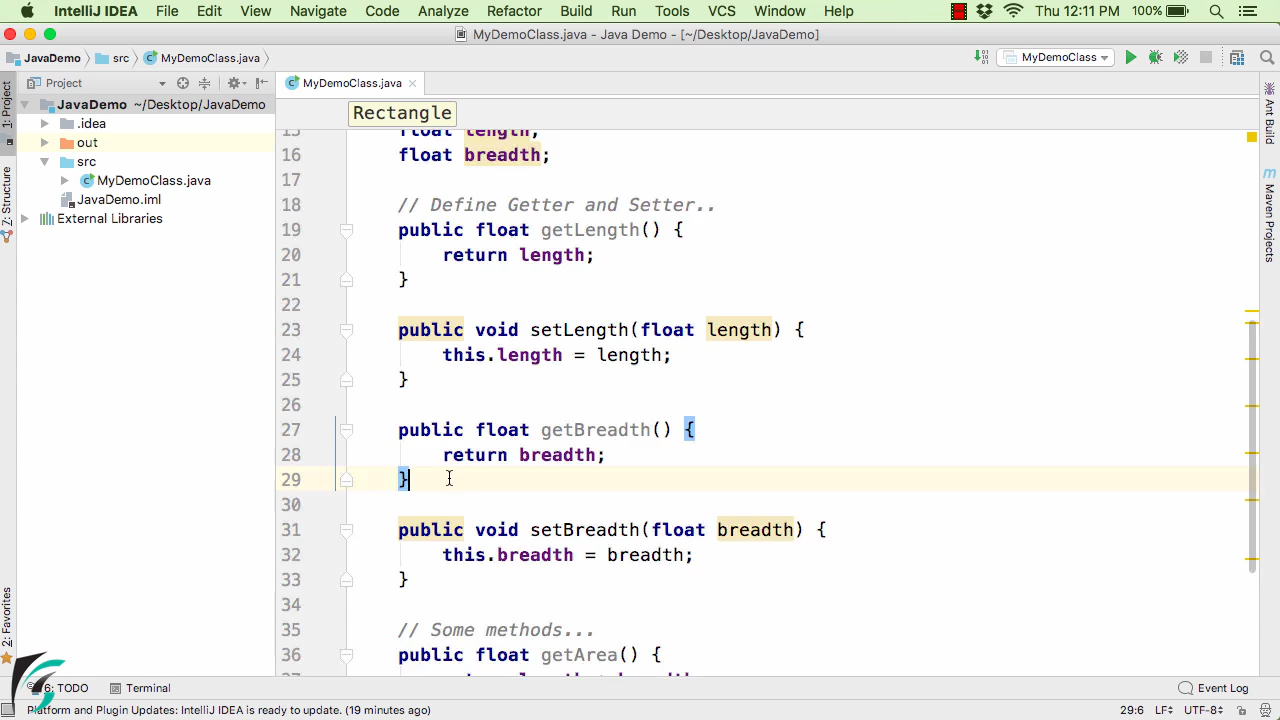 IntelliJ IDEA File Edit View Navigate Code Analyze Refactor Build Run Tools VCS Window Help Thu 12:11 PM 100%
MyDemoClass.java - Java Demo - [~/Desktop/JavaDemo]
JavaDemo src MyDemoClass.java MyDemoClass
Project MyDemoClass.java
Rectangle
JavaDemo ~/Desktop/JavaDemo
.idea
out
src
MyDemoClass.java
JavaDemo.iml
External Libraries
1: Project
Z: Structure
2: Favorites
Ant Build
Maven Projects
15 float length;
16 float breadth;
17
18 // Define Getter and Setter..
19 public float getLength() {
20 return length;
21 }
22
23 public void setLength(float length) {
24 this.length = length;
25 }
26
27 public float getBreadth() {
28 return breadth;
29 }
30
31 public void setBreadth(float breadth) {
32 this.breadth = breadth;
33 }
34
35 // Some methods...
36 public float getArea() {
37 return length * breadth
6: TODO Terminal Event Log
Platform and Plugin Updates: IntelliJ IDEA is ready to update. (19 minutes ago) 29:6 LF UTF-8